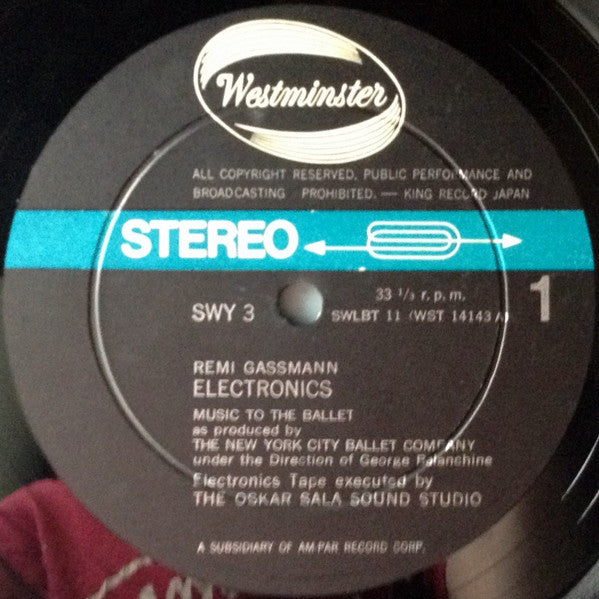 Westminster
ALL COPYRIGHT RESERVED, PUBLIC PERFORMANCE AND
BROADCASTING PROHIBITED. — KING RECORD JAPAN
STEREO
33 1/3 r. p. m.
1
SWY 3
SWLBT 11 (WST 14143 A)
REMI GASSMANN
ELECTRONICS
MUSIC TO THE BALLET
as produced by
THE NEW YORK CITY BALLET COMPANY
under the Direction of George Balanshine
Electronics Tape executed by
THE OSKAR SALA SOUND STUDIO
A SUBSIDIARY OF AM-PAR RECORD CORP.